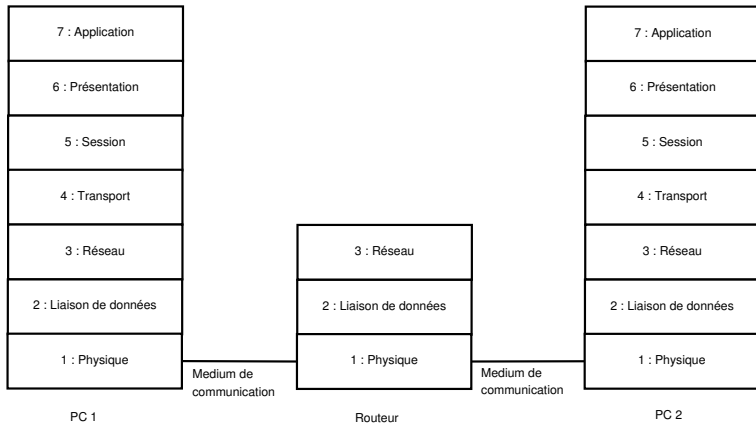 7 : Application
6 : Présentation
5 : Session
4 : Transport
3 : Réseau
2 : Liaison de données
1 : Physique
PC 1
Medium de
communication
3 : Réseau
2 : Liaison de données
1 : Physique
Routeur
Medium de
communication
7 : Application
6 : Présentation
5 : Session
4 : Transport
3 : Réseau
2 : Liaison de données
1 : Physique
PC 2